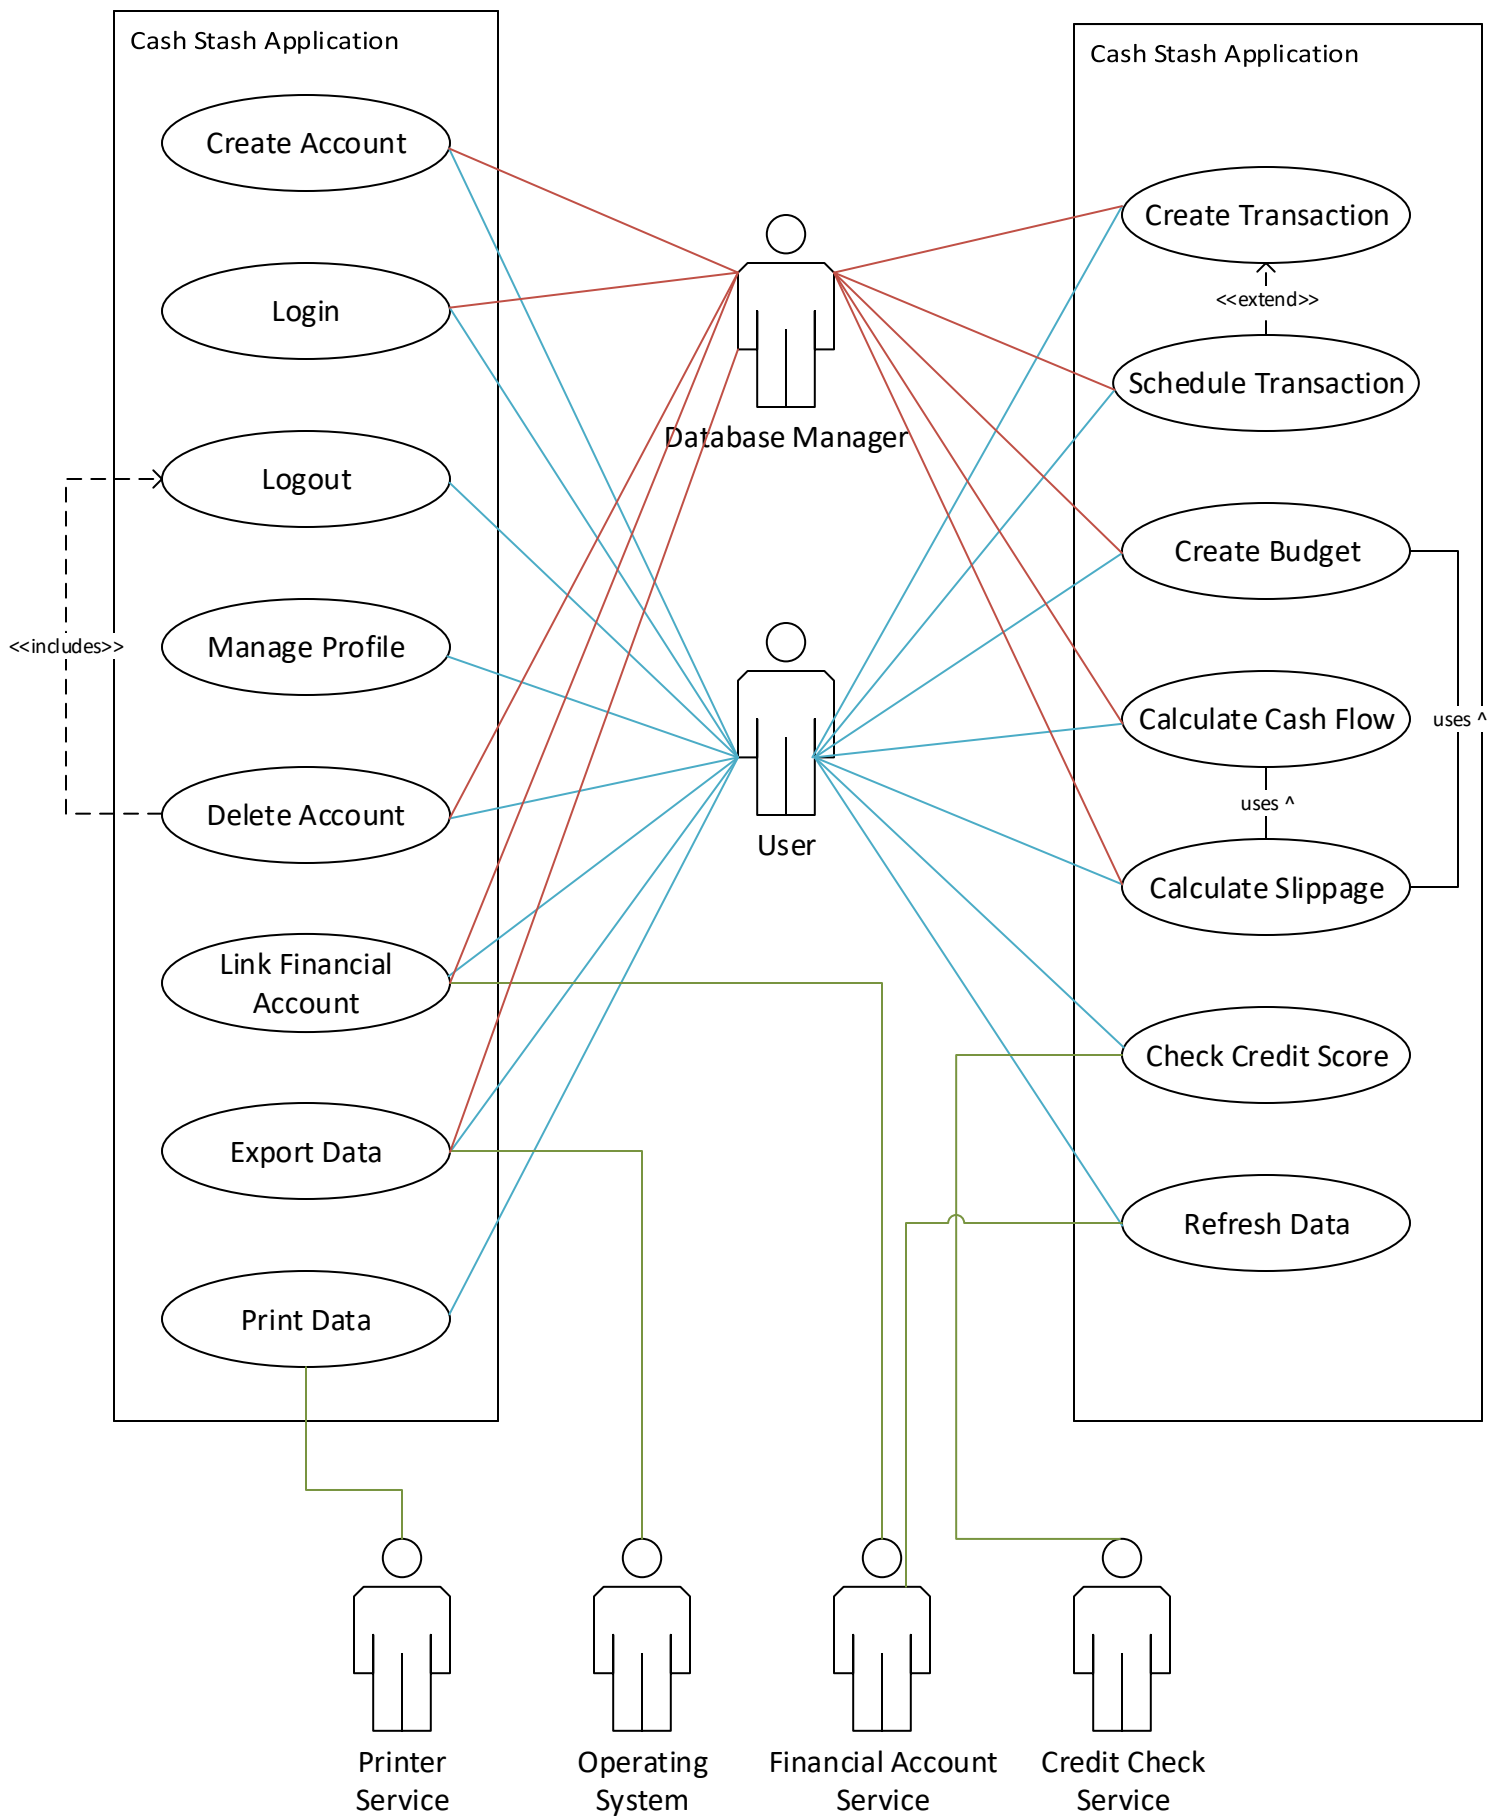 Cash Stash Application
Create Account
Login
Logout
<<includes>>
Manage Profile
Delete Account
Link Financial
Account
Export Data
Print Data
Database Manager
User
Cash Stash Application
Create Transaction
<<extend>>
Schedule Transaction
Create Budget
Calculate Cash Flow
uses ^
uses ^
Calculate Slippage
Check Credit Score
Refresh Data
Printer
Service
Operating
System
Financial Account
Service
Credit Check
Service